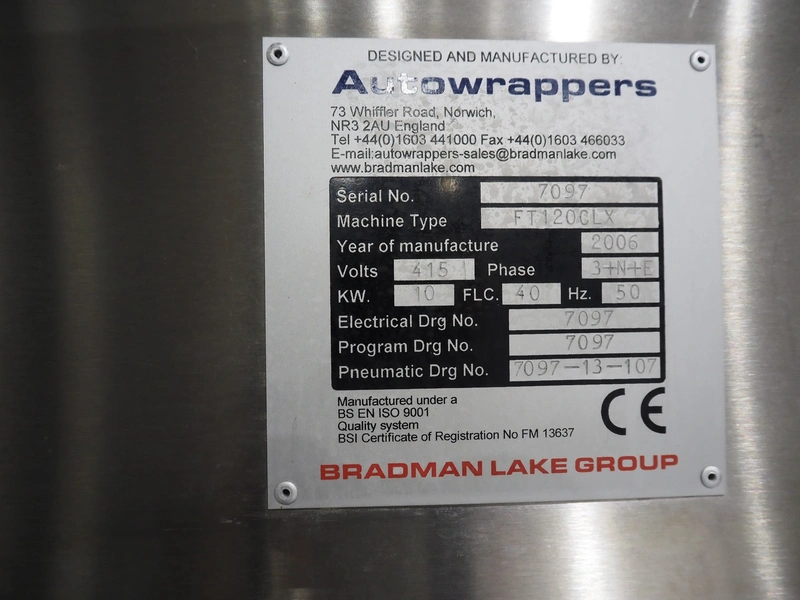 DESIGNED AND MANUFACTURED BY:
Autowrappers
73 Whiffler Road, Norwich,
NR3 2AU England
Tel +44(0)1603 441000 Fax +44(0)1603 466033
E-mail:autowrappers-sales@bradmanlake.com
www.bradmanlake.com
Serial No. 7097
Machine Type FT120CLX
Year of manufacture 2006
Volts 415 Phase 3+N+E
KW. 10 FLC. 40 Hz. 50
Electrical Drg No. 7097
Program Drg No. 7097
Pneumatic Drg No. 7097-13-107
Manufactured under a
BS EN ISO 9001
Quality system
BSI Certificate of Registration No FM 13637
CE
BRADMAN LAKE GROUP